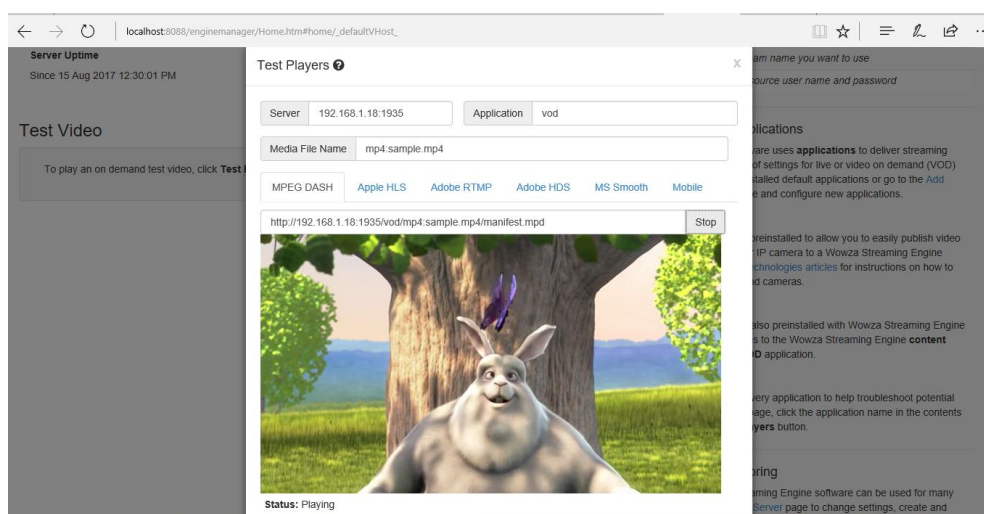 localhost:8088/enginemanager/Home.htm#home/_defaultVHost_
Server Uptime
Since 15 Aug 2017 12:30:01 PM
Test Video
To play an on demand test video, click Test
Test Players
X
Server 192.168.1.18:1935 Application vod
Media File Name mp4:sample.mp4
MPEG DASH Apple HLS Adobe RTMP Adobe HDS MS Smooth Mobile
http://192.168.1.18:1935/vod/mp4:sample.mp4/manifest.mpd Stop
Status: Playing
am name you want to use
ource user name and password
plications
are uses applications to deliver streaming
of settings for live or video on demand (VOD)
stalled default applications or go to the Add
e and configure new applications.
preinstalled to allow you to easily publish video
IP camera to a Wowza Streaming Engine
chnologies articles for instructions on how to
d cameras.
also preinstalled with Wowza Streaming Engine
s to the Wowza Streaming Engine content
D application.
very application to help troubleshoot potential
page, click the application name in the contents
yers button.
oring
aming Engine software can be used for many
Server page to change settings, create and